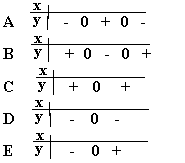 x
A y - 0 + 0 -
x
B y + 0 - 0 +
x
C y + 0 +
x
D y - 0 -
x
E y - 0 +